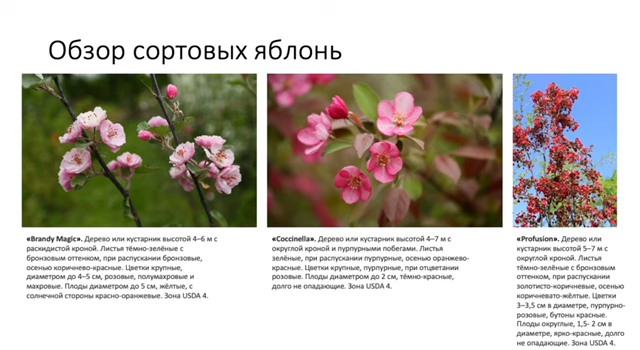 Обзор сортовых яблонь
«Brandy Magic». Дерево или кустарник высотой 4–6 м с
раскидистой кроной. Листья тёмно-зелёные с
бронзовым оттенком, при распускании бронзовые,
осенью коричнево-красные. Цветки крупные,
диаметром до 4–5 см, розовые, полумахровые и
махровые. Плоды диаметром до 5 см, жёлтые, с
солнечной стороны красно-оранжевые. Зона USDA 4.
«Coccinella». Дерево или кустарник высотой 4–7 м с
округлой кроной и пурпурными побегами. Листья
зелёные, при распускании пурпурные, осенью оранжево-
красные. Цветки крупные, пурпурные, при отцветании
розовые. Плоды диаметром до 2 см, тёмно-красные,
долго не опадающие. Зона USDA 4.
«Profusion». Дерево или
кустарник высотой 5–7 м с
округлой кроной. Листья
тёмно-зелёные с бронзовым
оттенком, при распускании
золотисто-коричневые, осенью
коричневато-жёлтые. Цветки
3–3,5 см в диаметре, пурпурно-
розовые, бутоны красные.
Плоды округлые, 1,5- 2 см в
диаметре, ярко-красные, долго
не опадающие. Зона USDA 4.